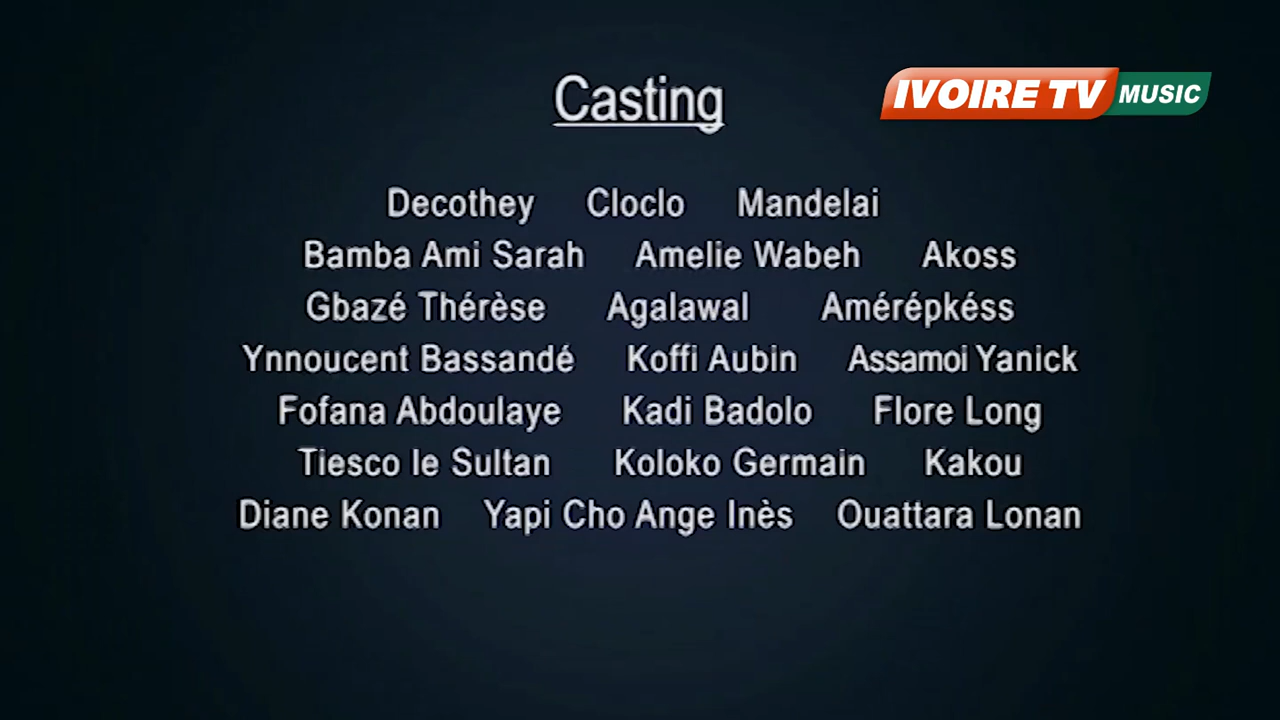 Casting
IVOIRE TV MUSIC
Decothey Cloclo Mandelai
Bamba Ami Sarah Amelie Wabeh Akoss
Gbazé Thérèse Agalawal Amérépkéss
Ynnoucent Bassandé Koffi Aubin Assamoi Yanick
Fofana Abdoulaye Kadi Badolo Flore Long
Tiesco le Sultan Koloko Germain Kakou
Diane Konan Yapi Cho Ange Inès Ouattara Lonan